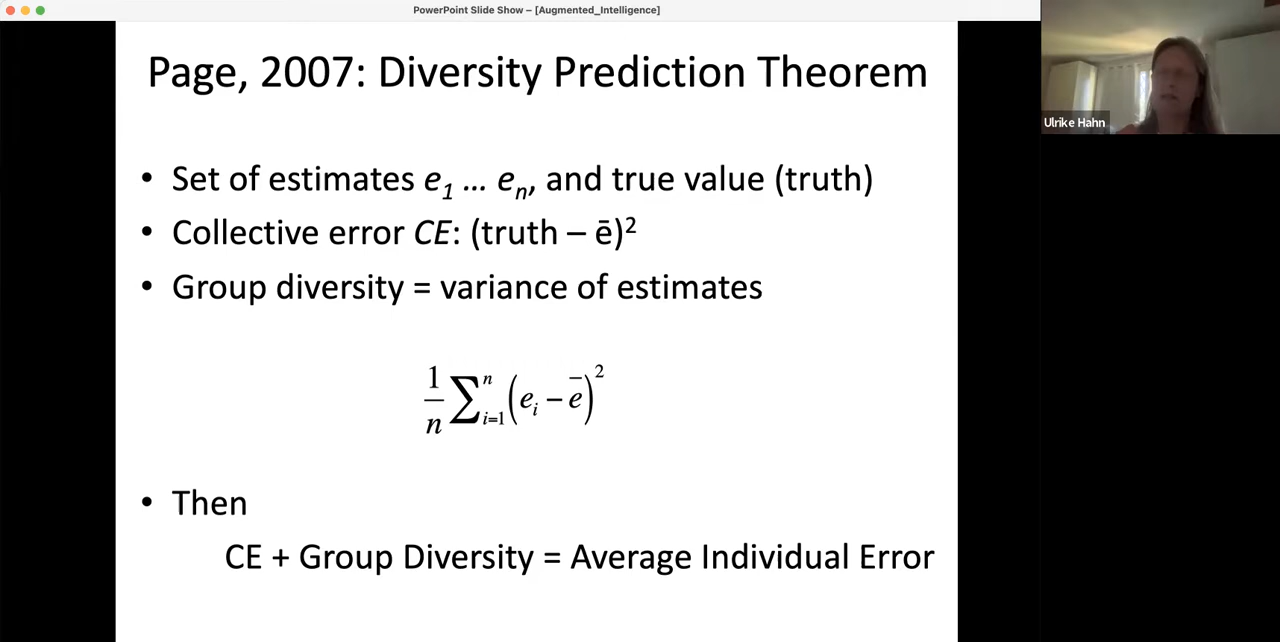 PowerPoint Slide Show – [Augmented_Intelligence]
Page, 2007: Diversity Prediction Theorem
Ulrike Hahn
• Set of estimates e₁ … eₙ, and true value (truth)
• Collective error CE: (truth – ē)²
• Group diversity = variance of estimates
1/n ∑ⁿᵢ₌₁ (eᵢ – ē)²
• Then
CE + Group Diversity = Average Individual Error